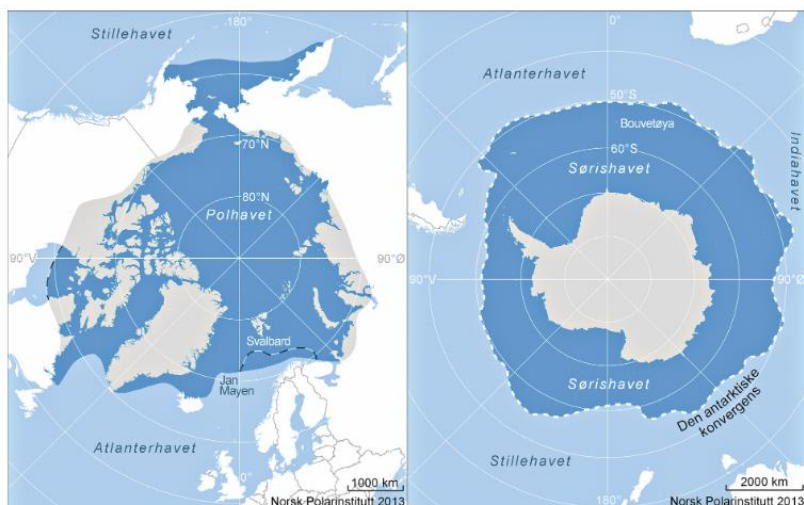 -180°
Stillehavet
70°N
80°N
Polhavet
90°V
90°Ø
Svalbard
Jan
Mayen
Atlanterhavet
0°
1000 km
Norsk Polarinstitutt 2013
0°
Atlanterhavet
50°S
Bouvetøya
60°S
Sørishavet
Indiahavet
90°V
90°Ø
Sørishavet
Den antarktiske
konvergens
Stillehavet
180°
2000 km
Norsk Polarinstitutt 2013